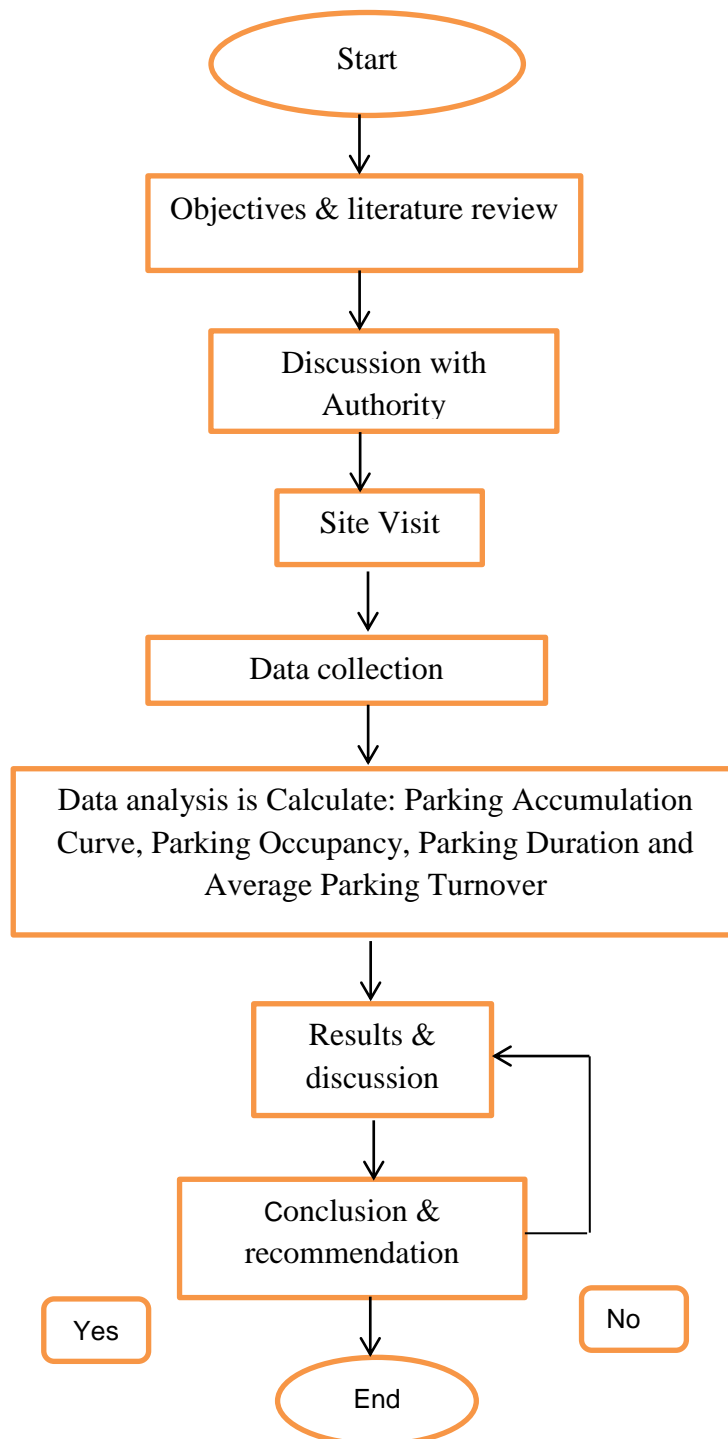 Start
Objectives & literature review
Discussion with
Authority
Site Visit
Data collection
Data analysis is Calculate: Parking Accumulation
Curve, Parking Occupancy, Parking Duration and
Average Parking Turnover
Results &
discussion
Conclusion &
recommendation
Yes
No
End